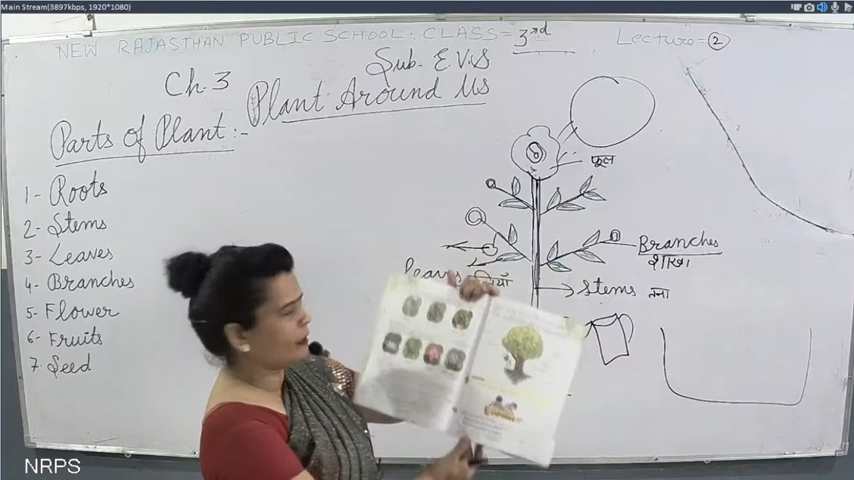 Main Stream(3897kbps, 1920*1080)
NEW RAJASTHAN PUBLIC SCHOOL. CLASS= 3rd Lecture=②
Sub- E.V.S
Ch. 3
Plant Around Us
Parts of Plant:-
1- Roots
2- Stems
3- Leaves
4- Branches
5- Flower
6- Fruits
7- Seed
फूल
Branches
शाखा
leaves
Stems तना
NRPS